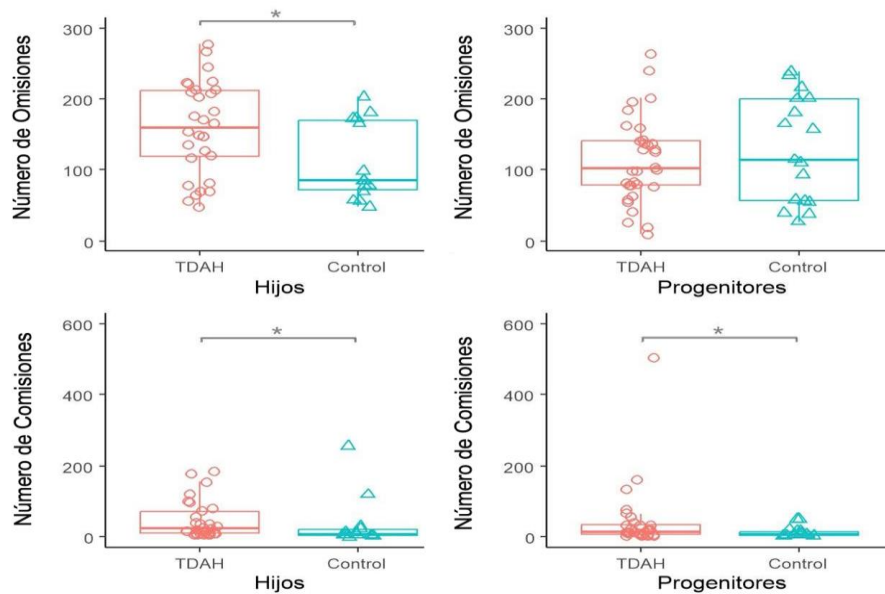 Número de Omisiones
300
200
100
0
*
TDAH
Control
Hijos
Número de Omisiones
300
200
100
0
TDAH
Control
Progenitores
Número de Comisiones
600
400
200
0
*
TDAH
Control
Hijos
Número de Comisiones
600
400
200
0
*
TDAH
Control
Progenitores